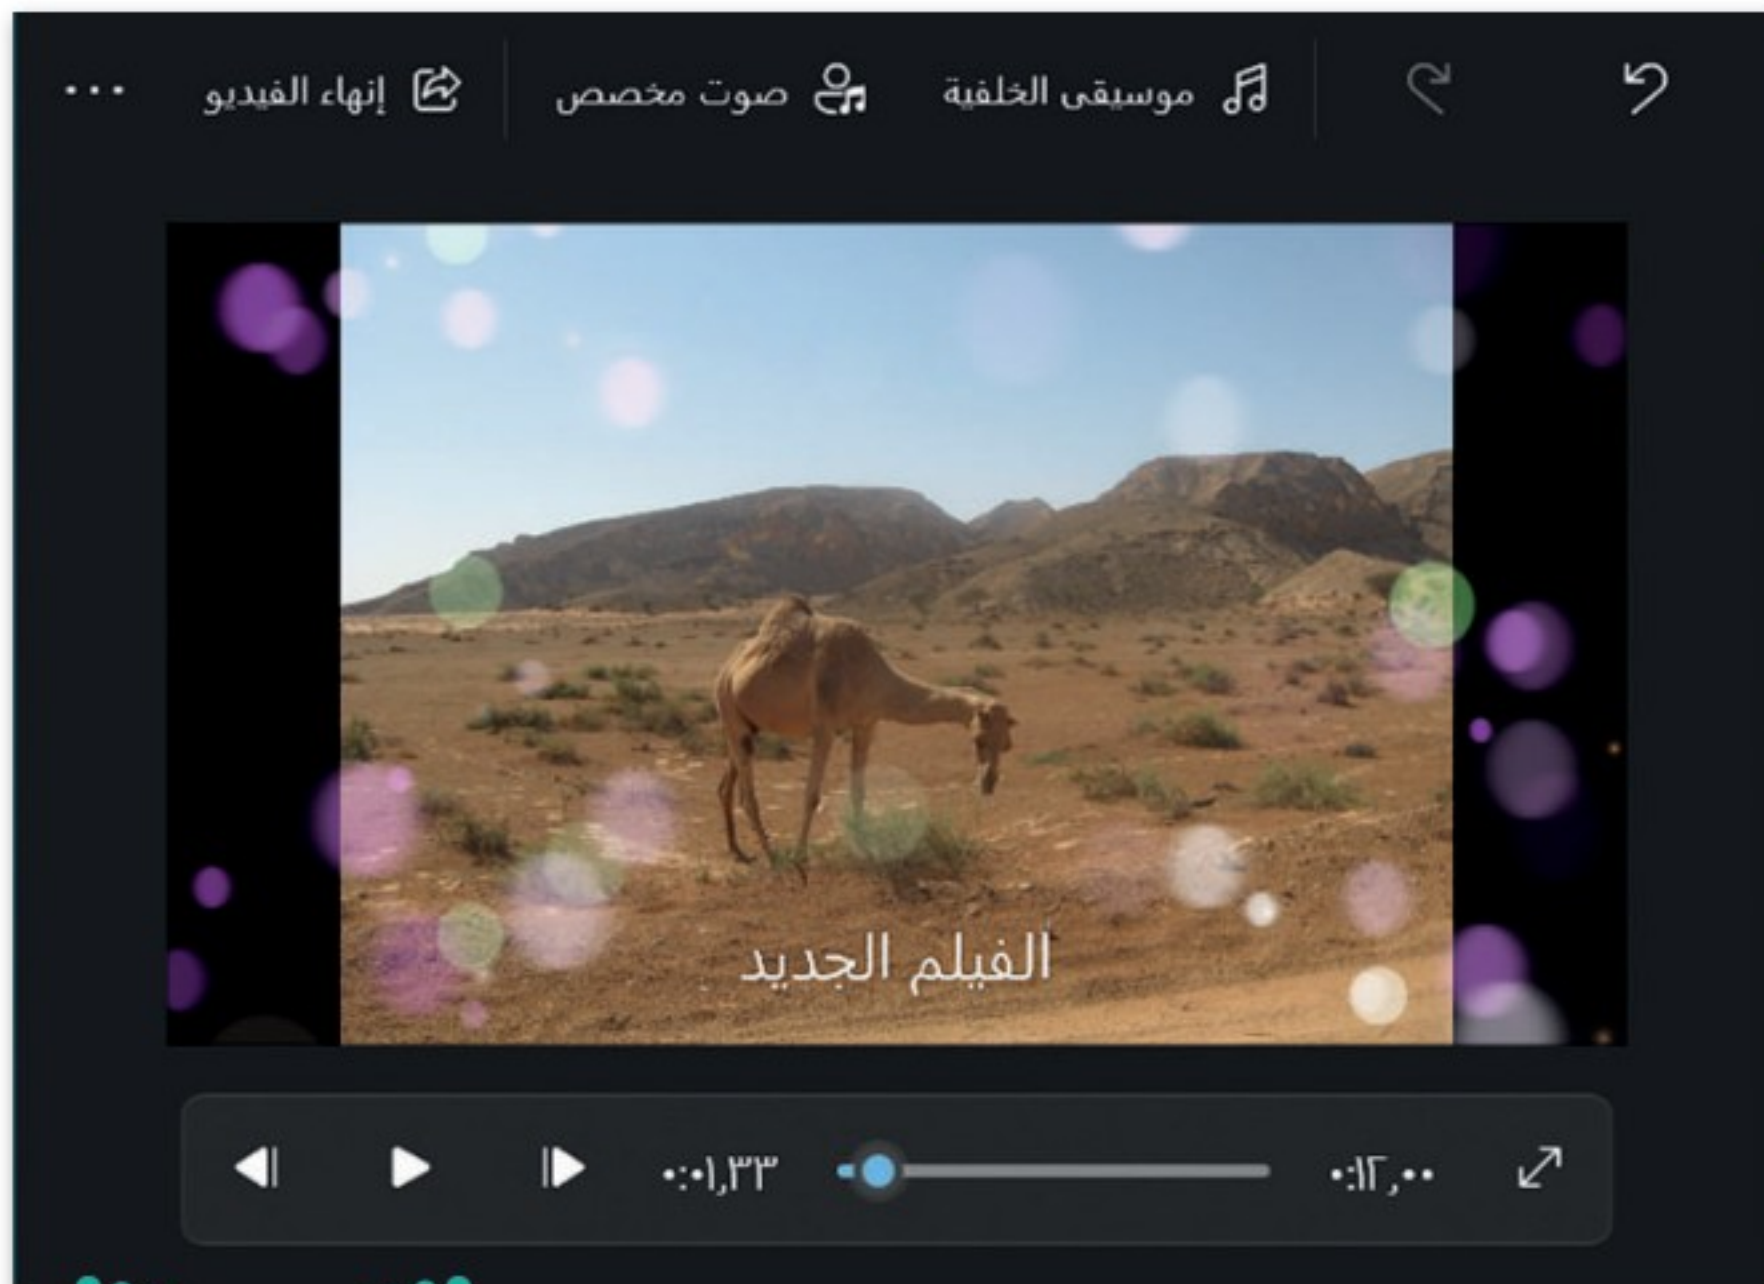 موسيقى الخلفية صوت مخصص إنهاء الفيديو ...
الفيلم الجديد
٠:٠١,٣٣ ٠:١٢,٠٠